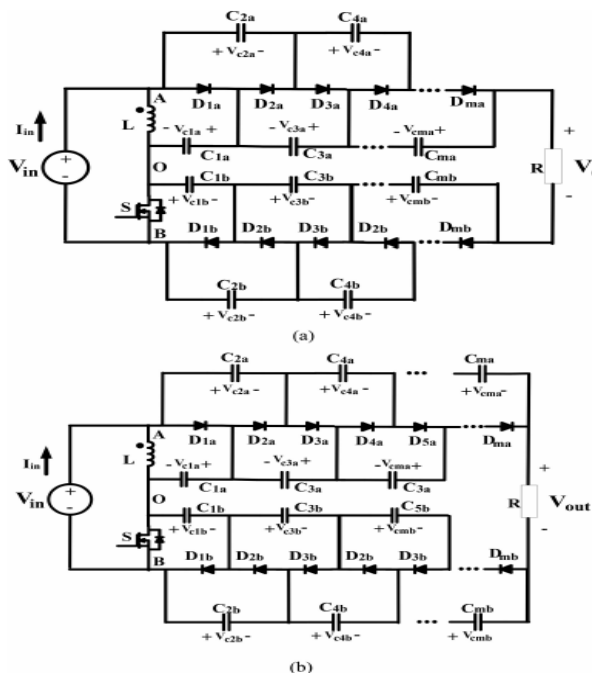 C2a C4a
+ Vc2a - + Vc4a -
A
D1a D2a D3a D4a Dma
Iin
L - Vc1a + - Vc3a + - Vcma +
C1a C3a Cma
Vin + - O R + -
C1b C3b Cmb
S + Vc1b - + Vc3b - + Vcmb -
D1b D2b D3b D2b Dmb
B
C2b C4b
+ Vc2b - + Vc4b -
(a)
C2a C4a Cma
+ Vc2a - + Vc4a - + Vcma -
A
D1a D2a D3a D4a D5a Dma
Iin
L - Vc1a + - Vc3a + - Vcma +
C1a C3a C3a
Vin + - O R + - Vout
C1b C3b C5b
S + Vc1b - + Vc3b - + Vcmb -
D1b D2b D3b D2b D3b Dmb
B
C2b C4b Cmb
+ Vc2b - + Vc4b - + Vcmb -
(b)